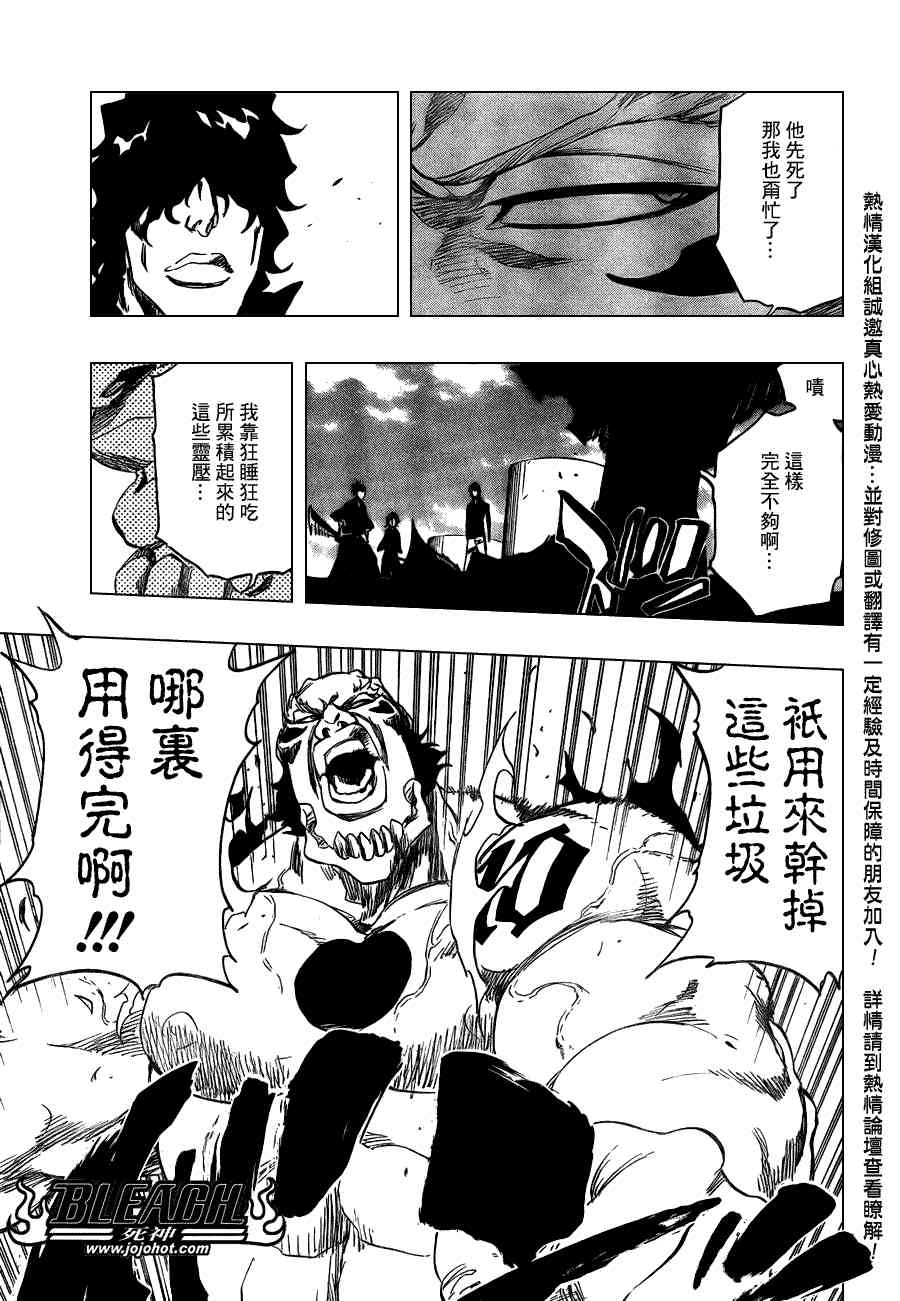 他先死了
那我也甭忙了…
嘖
這樣
完全不夠啊…
我靠狂睡狂吃
所累積起來的
這些靈壓…
祇用來幹掉
這些垃圾
哪裏
用得完啊!!!
10
熱情漢化組誠邀真心熱愛動漫…並對修圖或翻譯有一定經驗及時間保障的朋友加入! 詳情請到熱情論壇查看瞭解!
BLEACH
死神
www.jojohot.com